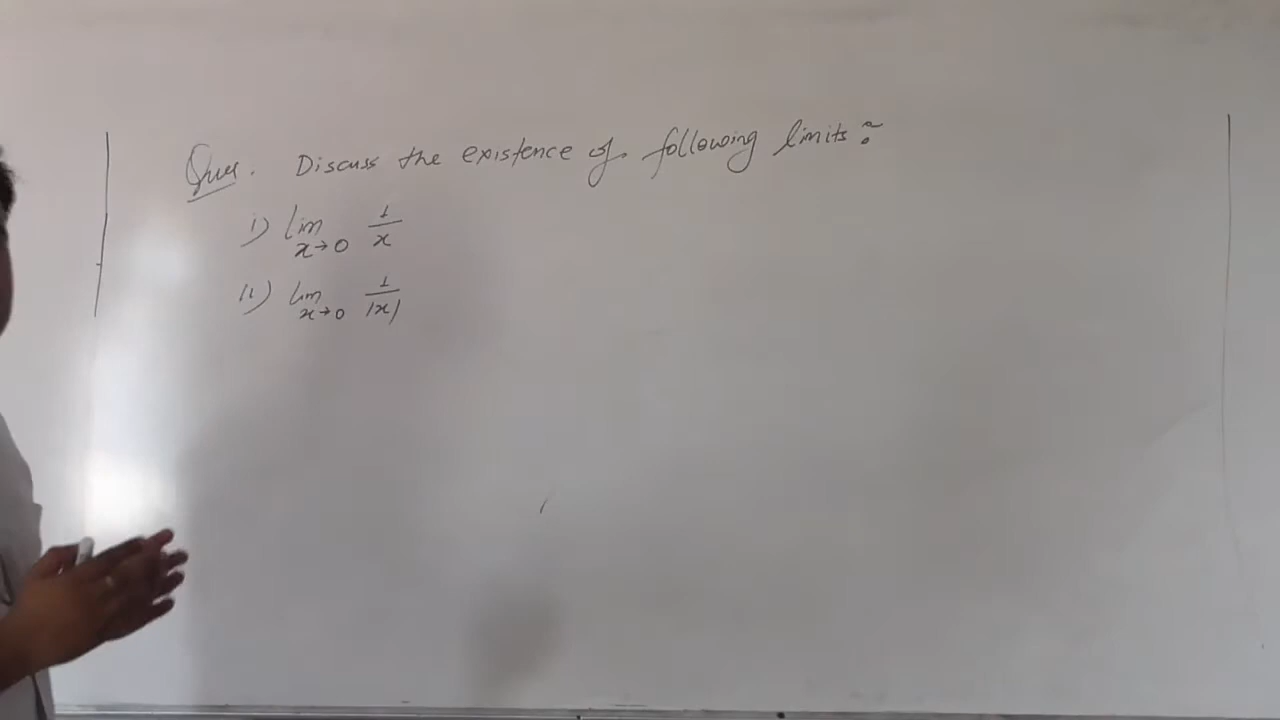 Ques. Discuss the existence of following limits :
i) lim x→0 1/x
ii) lim x→0 1/|x|